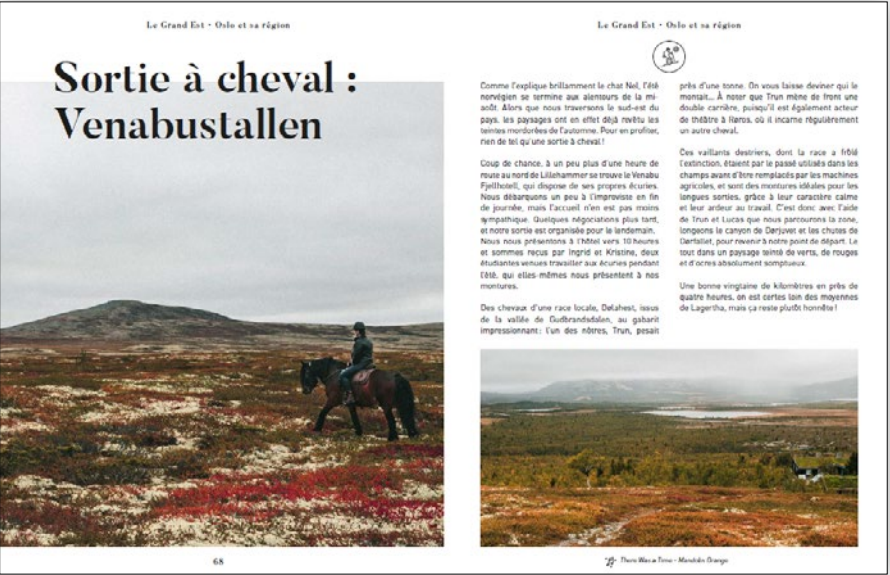 Le Grand Est • Oslo et sa région
Sortie à cheval :
Venabustallen
68
Le Grand Est • Oslo et sa région
Comme l'explique brillamment le chat Nel, l'été
norvégien se termine aux alentours de la mi-
août. Alors que nous traversons le sud-est du
pays, les paysages ont en effet déjà revêtu les
teintes mordorées de l'automne. Pour en profiter,
rien de tel qu'une sortie à cheval !
Coup de chance, à un peu plus d'une heure de
route au nord de Lillehammer se trouve le Venabu
Fjellhotell, qui dispose de ses propres écuries.
Nous débarquons un peu à l'improviste en fin
de journée, mais l'accueil n'en est pas moins
sympathique. Quelques négociations plus tard,
et notre sortie est organisée pour le lendemain.
Nous nous présentons à l'hôtel vers 10 heures
et sommes reçus par Ingrid et Kristine, deux
étudiantes venues travailler aux écuries pendant
l'été, qui elles-mêmes nous présentent à nos
montures.
Des chevaux d'une race locale, Dølahest, issus
de la vallée de Gudbrandsdalen, au gabarit
impressionnant : l'un des nôtres, Trun, pesait
près d'une tonne. On vous laisse deviner qui le
montait... À noter que Trun mène de front une
double carrière, puisqu'il est également acteur
de théâtre à Røros, où il incarne régulièrement
un autre cheval.
Ces vaillants destriers, dont la race a frôlé
l'extinction, étaient par le passé utilisés dans les
champs avant d'être remplacés par les machines
agricoles, et sont des montures idéales pour les
longues sorties, grâce à leur caractère calme
et leur ardeur au travail. C'est donc avec l'aide
de Trun et Lucas que nous parcourons la zone,
longeons le canyon de Dørjuvet et les chutes de
Dørfallet, pour revenir à notre point de départ. Le
tout dans un paysage teinté de verts, de rouges
et d'ocres absolument somptueux.
Une bonne vingtaine de kilomètres en près de
quatre heures, on est certes loin des moyennes
de Lagertha, mais ça reste plutôt honnête !
There Was a Time - Mandolin Orange